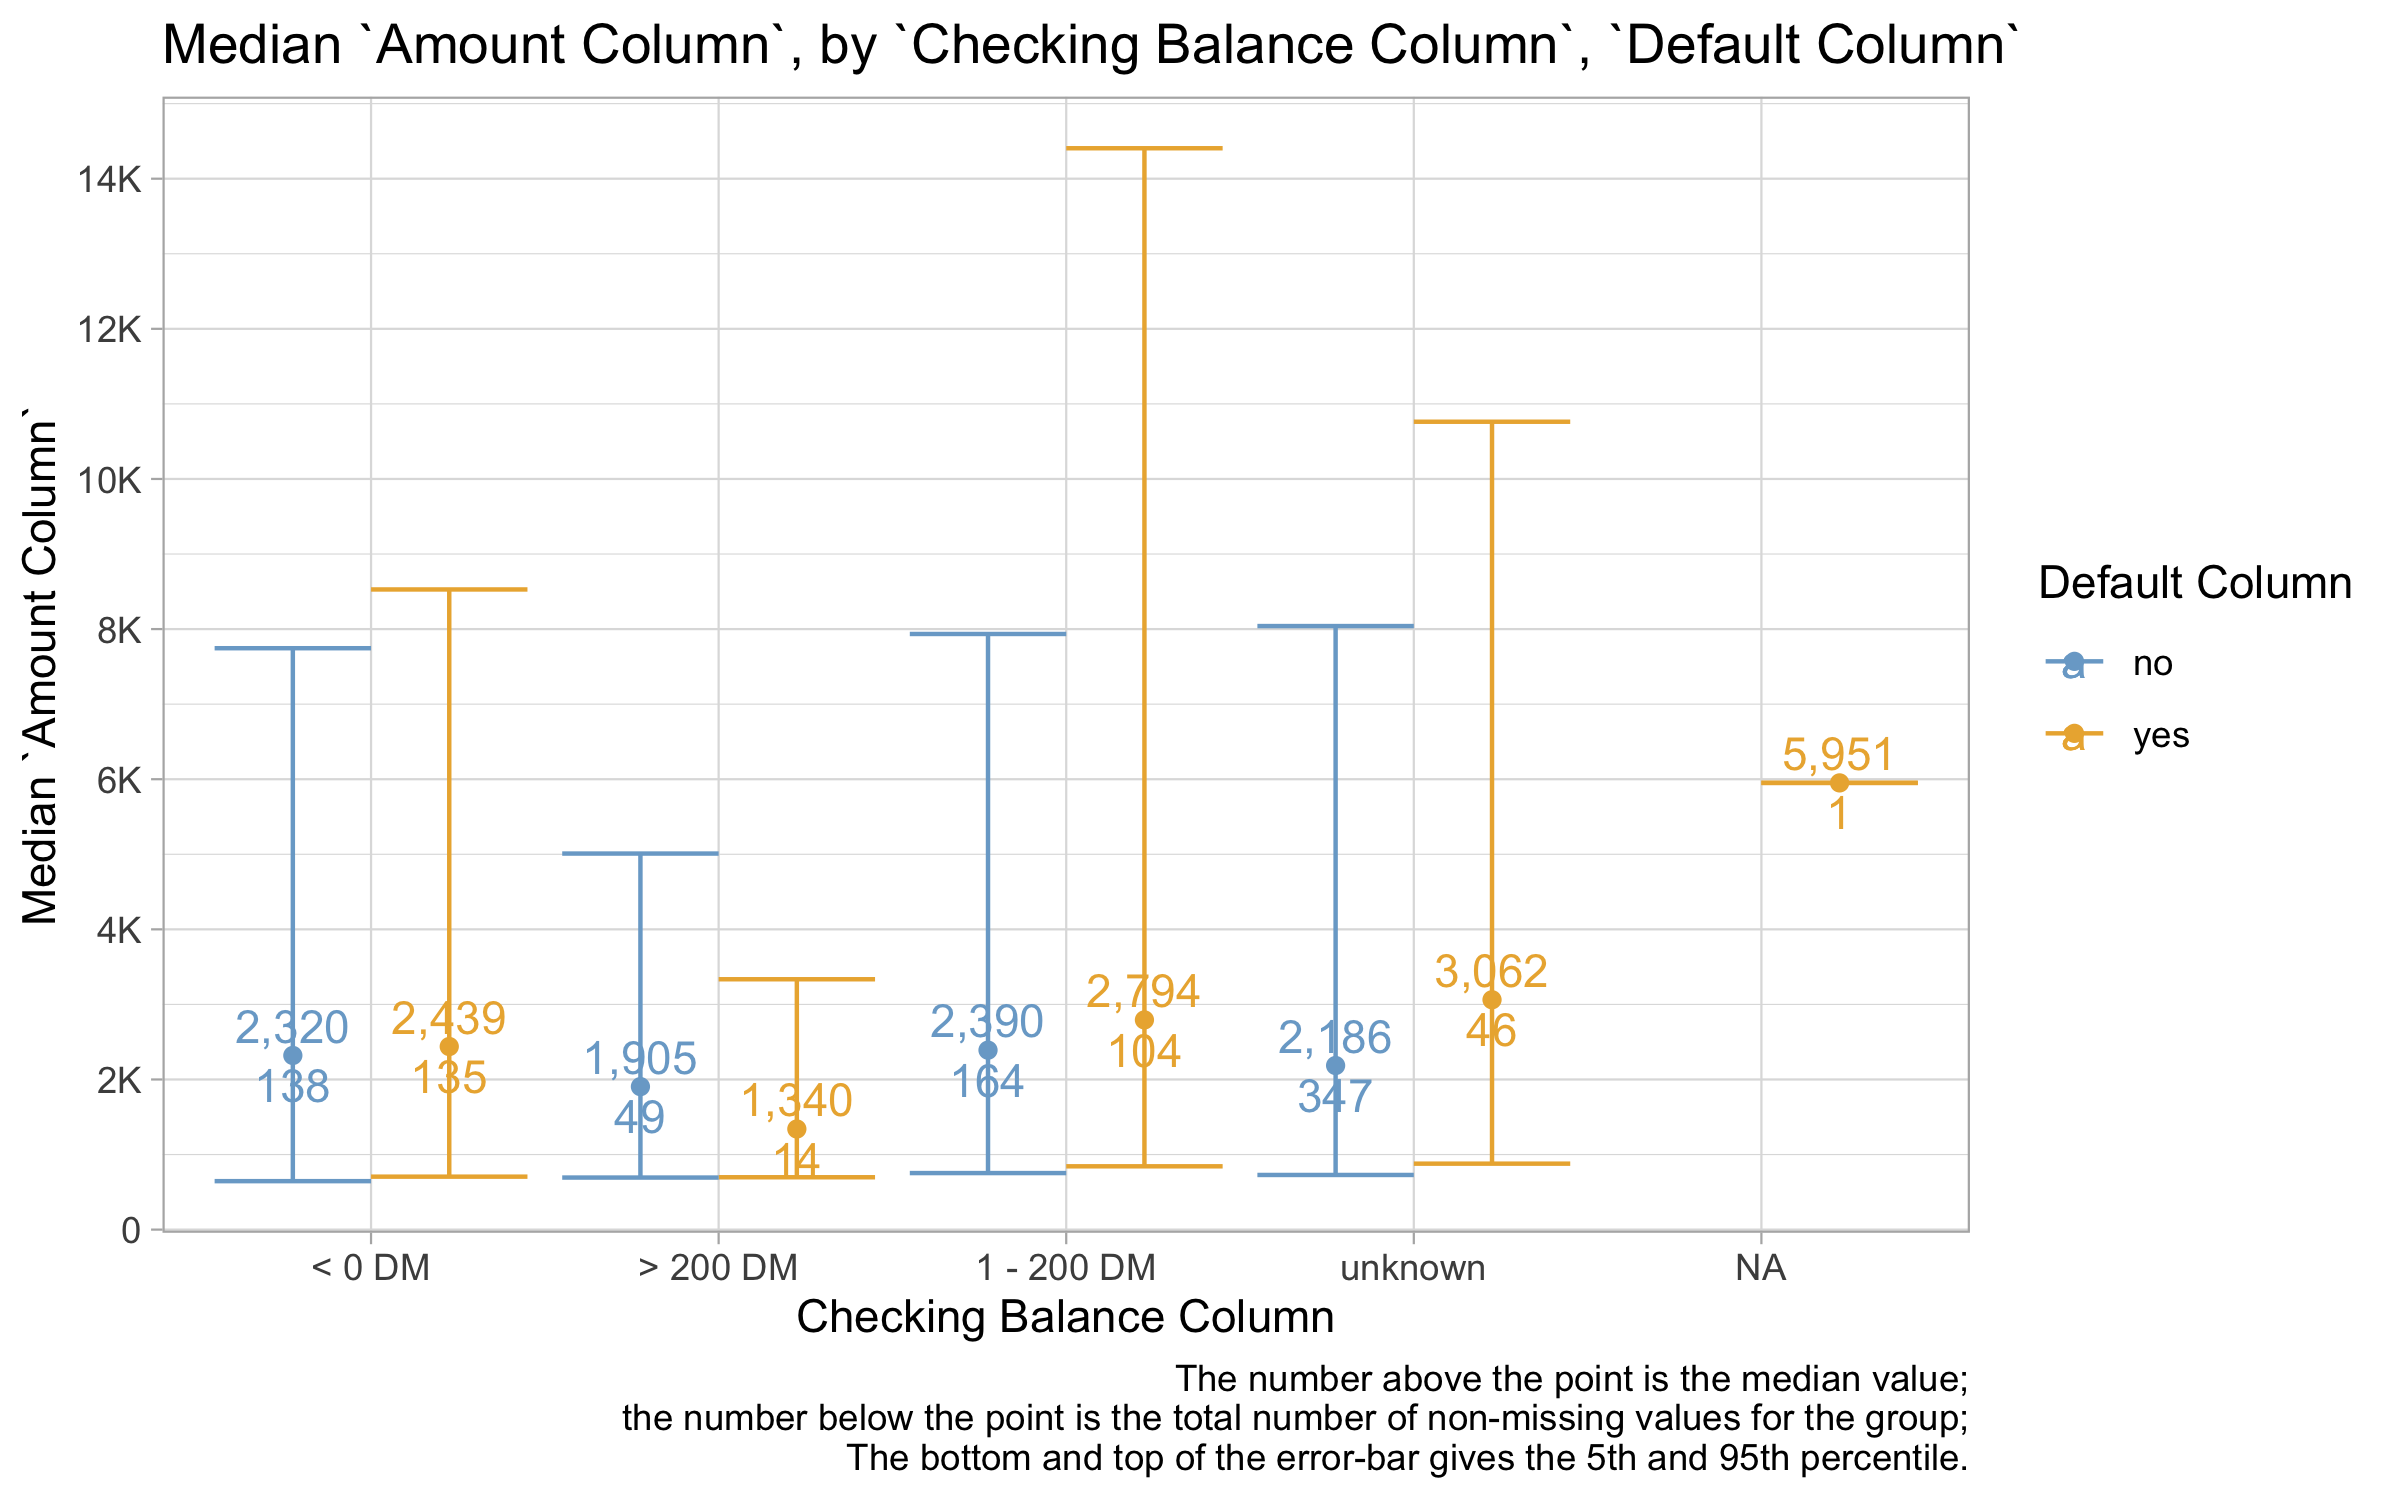 Median `Amount Column`, by `Checking Balance Column`, `Default Column`
Median `Amount Column`
14K
12K
10K
8K
6K
4K
2K
0
2,320
138
2,439
135
1,905
49
1,340
14
2,390
164
2,794
104
2,186
347
3,062
46
5,951
1
< 0 DM
> 200 DM
1 - 200 DM
unknown
NA
Checking Balance Column
Default Column
a no
a yes
The number above the point is the median value;
the number below the point is the total number of non-missing values for the group;
The bottom and top of the error-bar gives the 5th and 95th percentile.